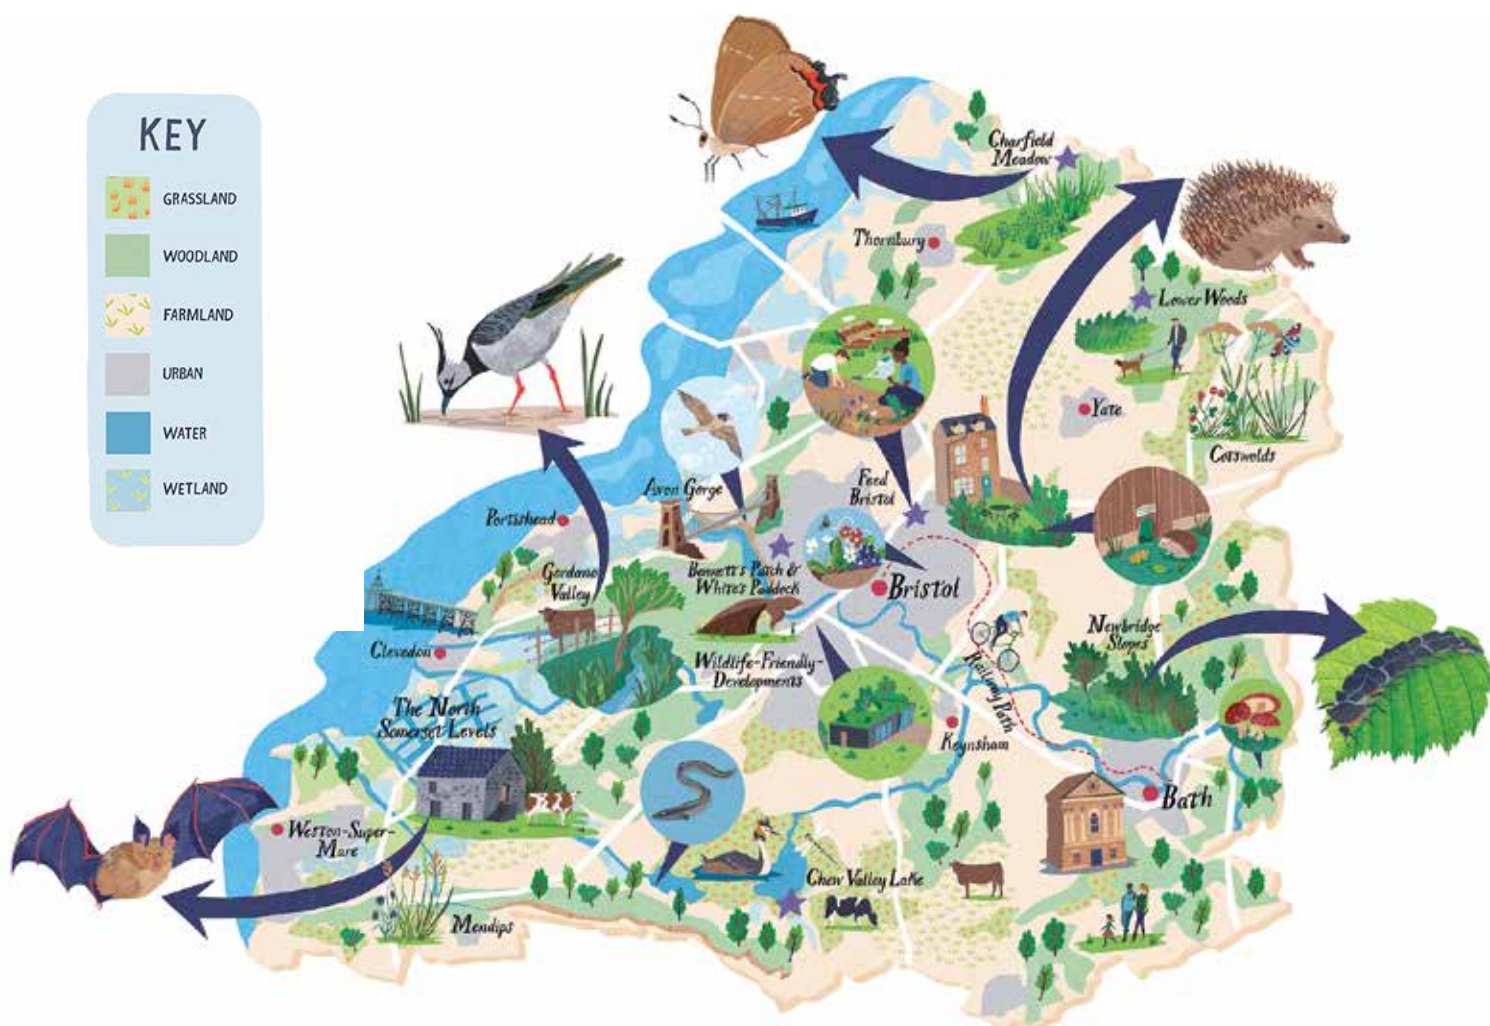 KEY
GRASSLAND
WOODLAND
FARMLAND
URBAN
WATER
WETLAND
Charfield
Meadow
Thornbury
Lower Woods
Yate
Cotswolds
Avon Gorge
Feed
Bristol
Portishead
Gordano
Valley
Bennett's Patch &
White's Paddock
Bristol
Clevedon
Wildlife-Friendly-
Developments
Railway Path
Newbridge
Slopes
The North
Somerset Levels
Keynsham
Bath
Weston-Super-
Mare
Chew Valley Lake
Mendips